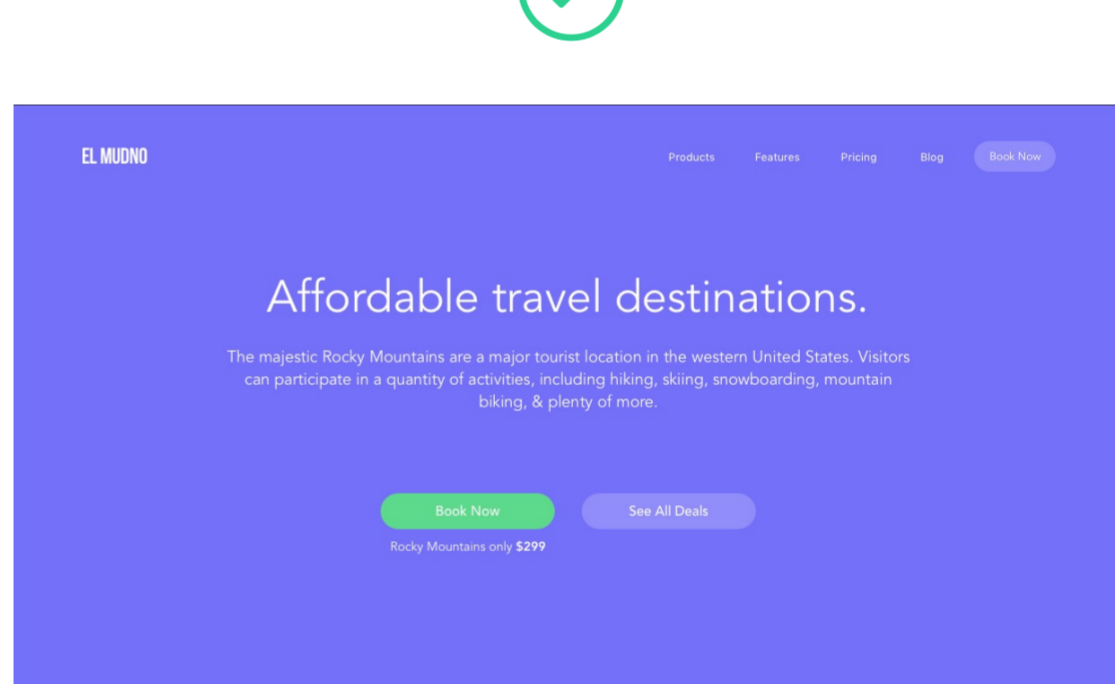 EL MUDNO
Products Features Pricing Blog Book Now
Affordable travel destinations.
The majestic Rocky Mountains are a major tourist location in the western United States. Visitors
can participate in a quantity of activities, including hiking, skiing, snowboarding, mountain
biking, & plenty of more.
Book Now See All Deals
Rocky Mountains only $299